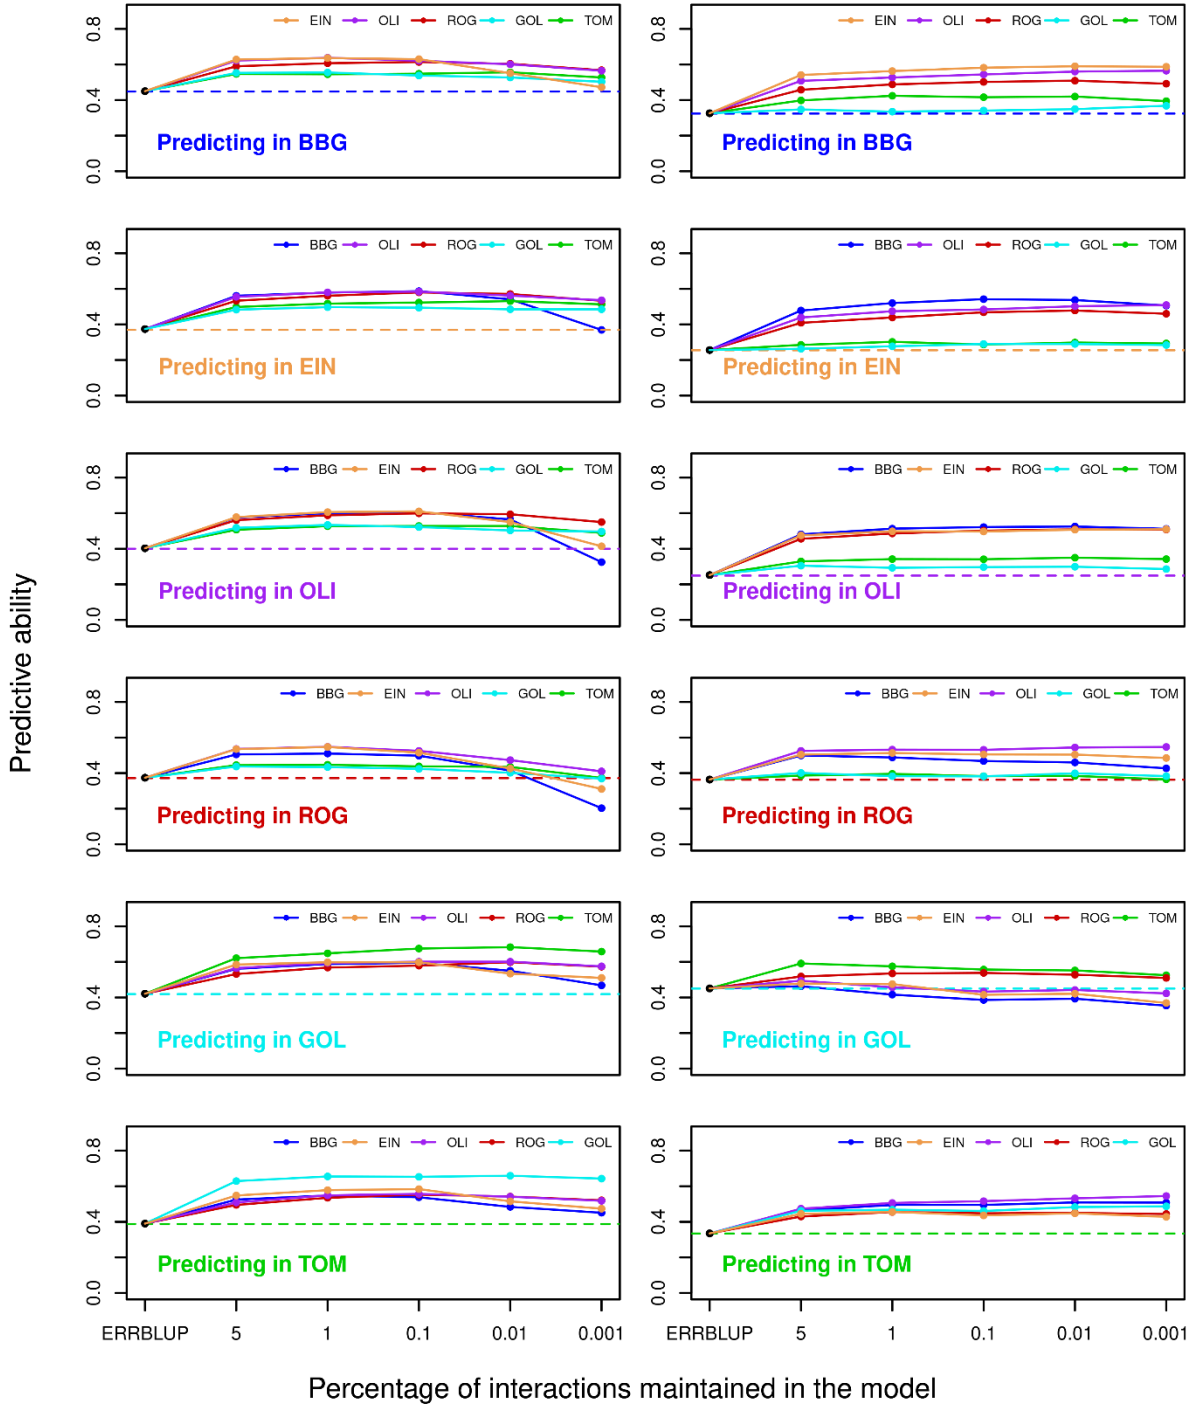 EIN OLI ROG GOL TOM
0.8
0.4
0.0
Predicting in BBG
EIN OLI ROG GOL TOM
0.8
0.4
0.0
Predicting in BBG
BBG OLI ROG GOL TOM
0.8
0.4
0.0
Predicting in EIN
BBG OLI ROG GOL TOM
0.8
0.4
0.0
Predicting in EIN
BBG EIN ROG GOL TOM
0.8
0.4
0.0
Predicting in OLI
BBG EIN ROG GOL TOM
0.8
0.4
0.0
Predicting in OLI
Predictive ability
BBG EIN OLI GOL TOM
0.8
0.4
0.0
Predicting in ROG
BBG EIN OLI GOL TOM
0.8
0.4
0.0
Predicting in ROG
BBG EIN OLI ROG TOM
0.8
0.4
0.0
Predicting in GOL
BBG EIN OLI ROG TOM
0.8
0.4
0.0
Predicting in GOL
BBG EIN OLI ROG GOL
0.8
0.4
0.0
Predicting in TOM
BBG EIN OLI ROG GOL
0.8
0.4
0.0
Predicting in TOM
ERRBLUP 5 1 0.1 0.01 0.001
ERRBLUP 5 1 0.1 0.01 0.001
Percentage of interactions maintained in the model